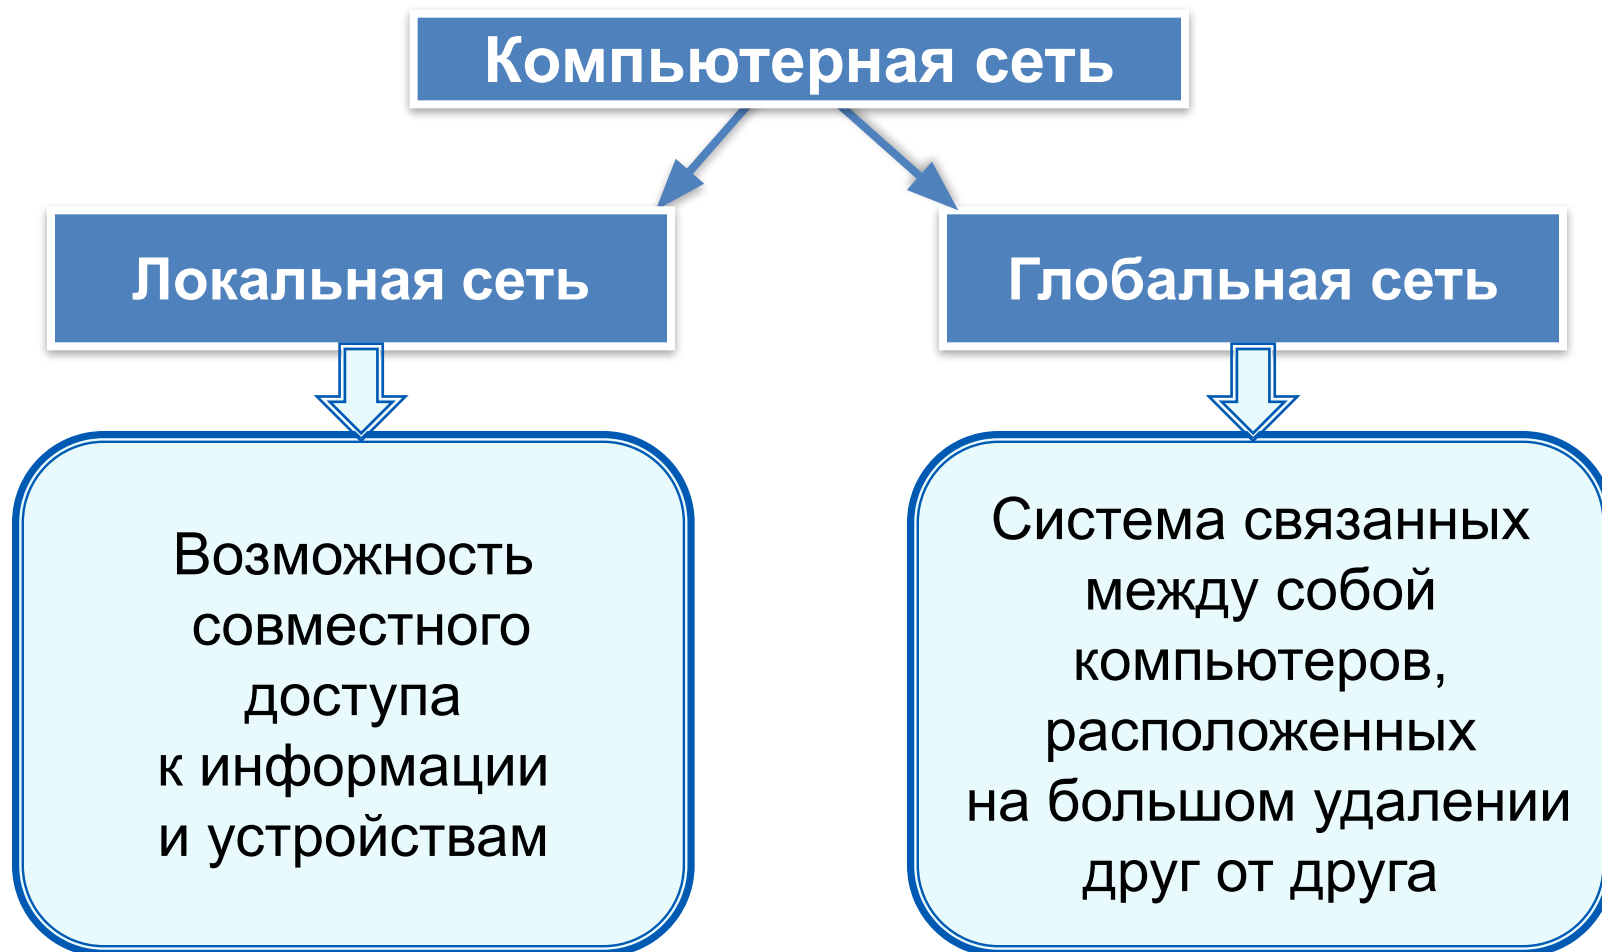 Компьютерная сеть
Локальная сеть
Глобальная сеть
Возможность
совместного
доступа
к информации
и устройствам
Система связанных
между собой
компьютеров,
расположенных
на большом удалении
друг от друга